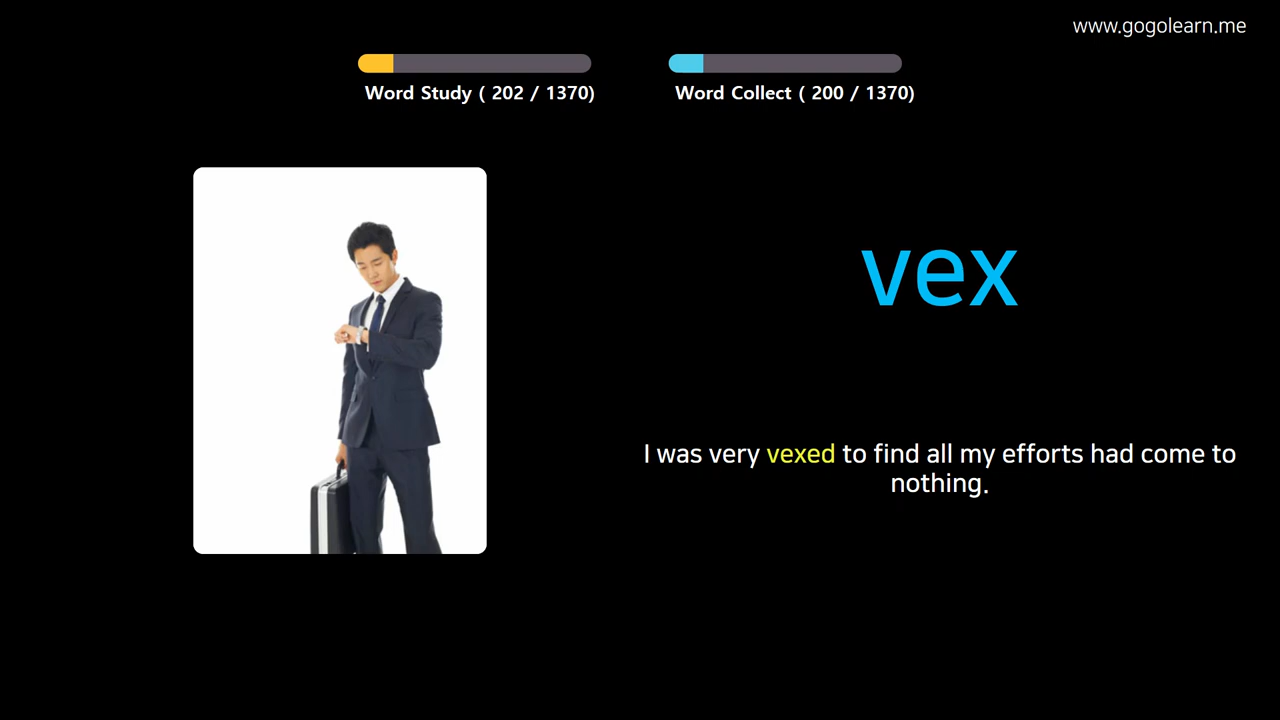 www.gogolearn.me
Word Study ( 202 / 1370)
Word Collect ( 200 / 1370)
vex
I was very vexed to find all my efforts had come to
nothing.